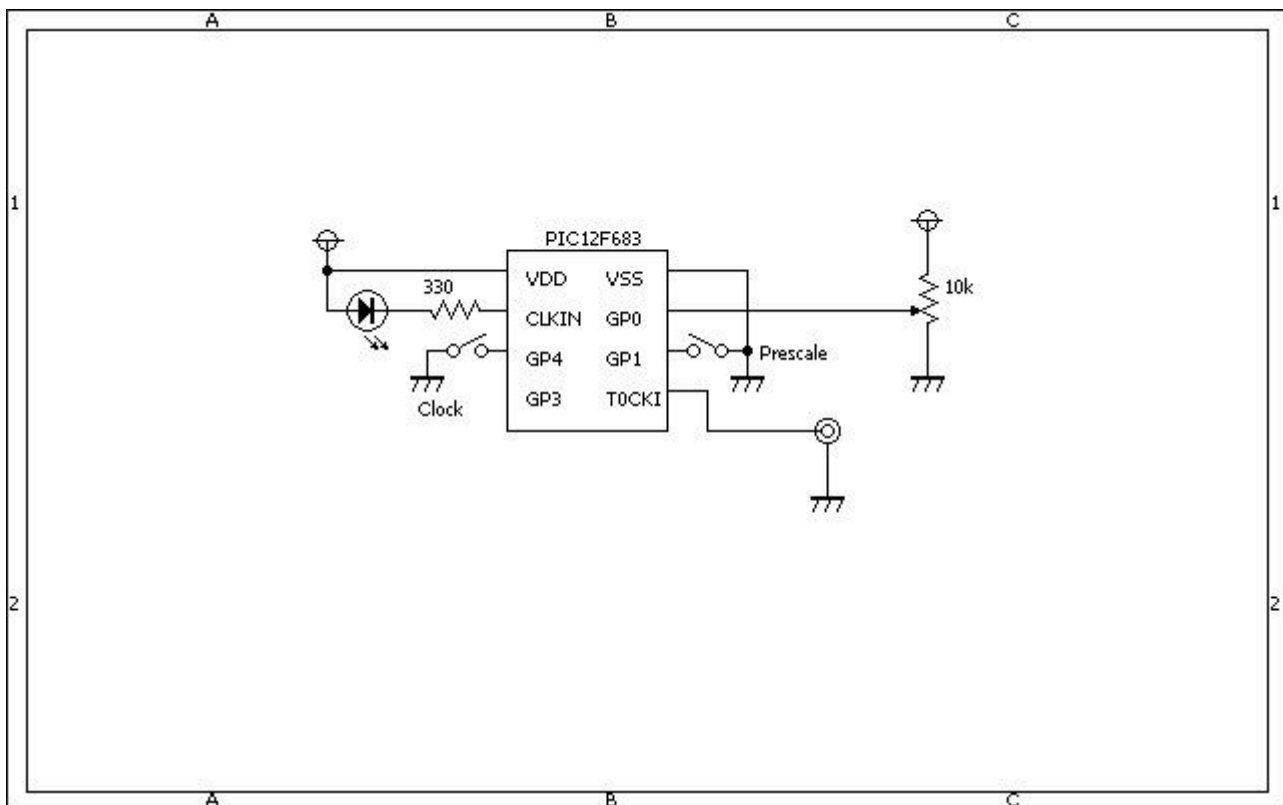 A B C
1 1
PIC12F683
VDD VSS
330
10k
CLKIN GP0
GP4 GP1
Prescale
GP3 T0CKI
Clock
2 2
A B C